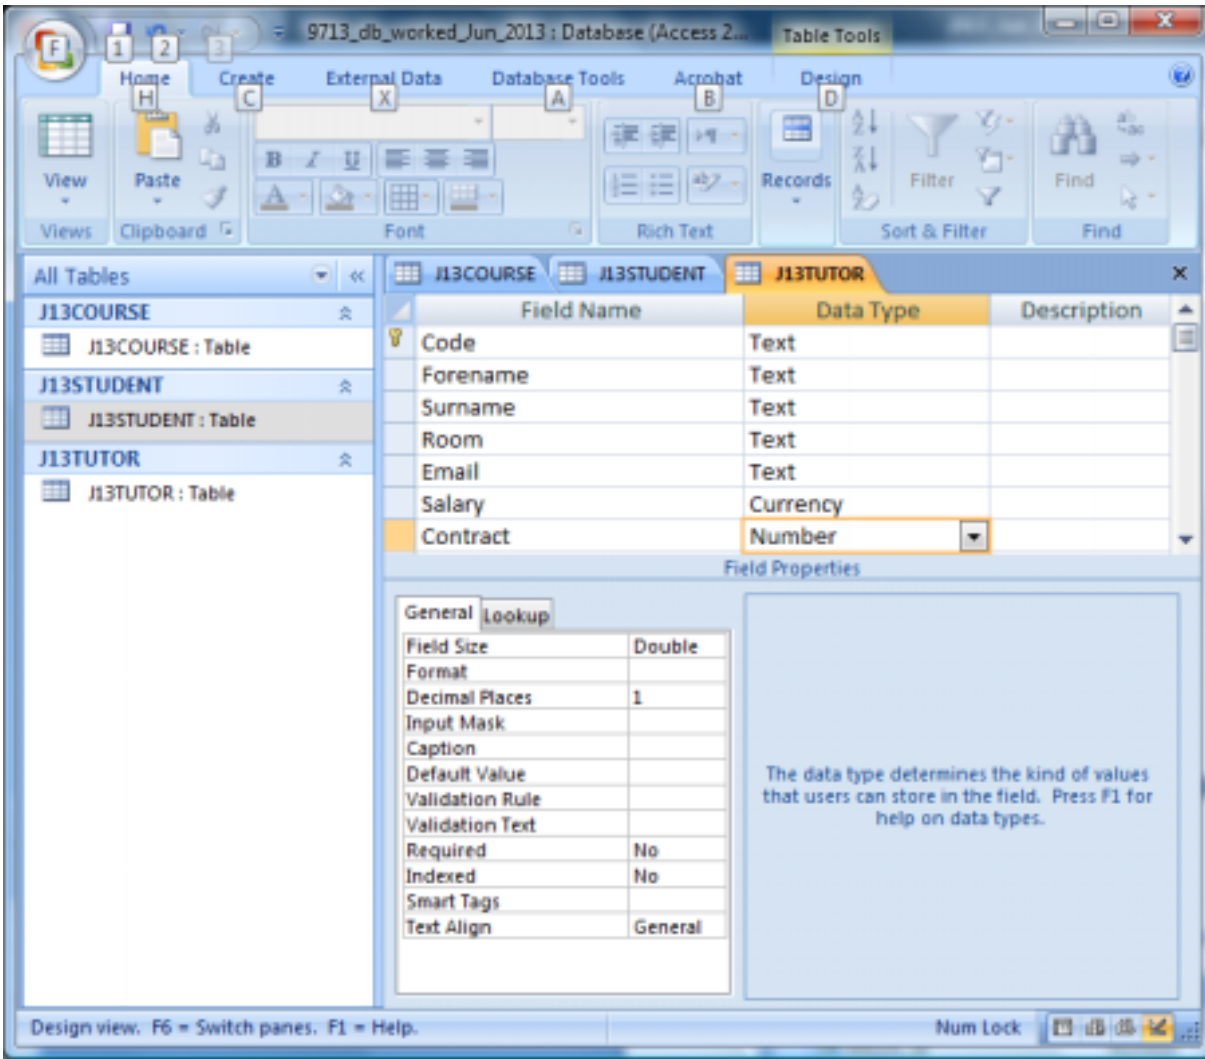 9713_db_worked_Jun_2013 : Database (Access 2... Table Tools
F 1 2 3
Home Create External Data Database Tools Acrobat Design
H C X A B D
View Paste B I U A Records Filter Find
Views Clipboard Font Rich Text Sort & Filter Find
All Tables «
J13COURSE J13STUDENT J13TUTOR
J13COURSE
J13COURSE : Table
J13STUDENT
J13STUDENT : Table
J13TUTOR
J13TUTOR : Table
Field Name Data Type Description
Code Text
Forename Text
Surname Text
Room Text
Email Text
Salary Currency
Contract Number
Field Properties
General Lookup
Field Size Double
Format
Decimal Places 1
Input Mask
Caption
Default Value
Validation Rule
Validation Text
Required No
Indexed No
Smart Tags
Text Align General
The data type determines the kind of values
that users can store in the field. Press F1 for
help on data types.
Design view. F6 = Switch panes. F1 = Help. Num Lock